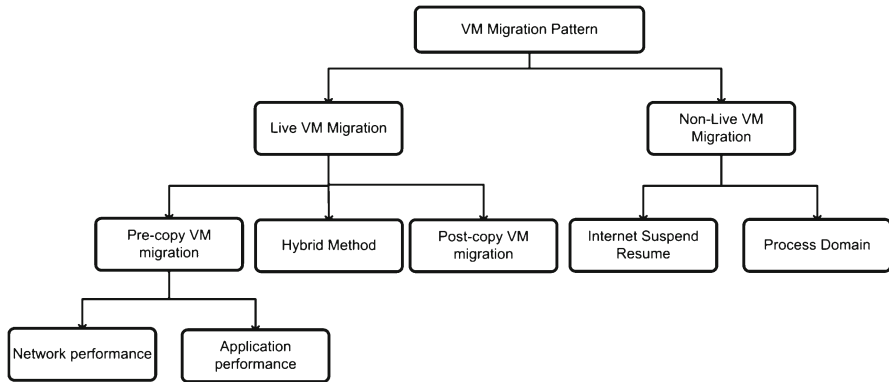 VM Migration Pattern
Live VM Migration
Non-Live VM
Migration
Pre-copy VM
migration
Hybrid Method
Post-copy VM
migration
Internet Suspend
Resume
Process Domain
Network performance
Application
performance